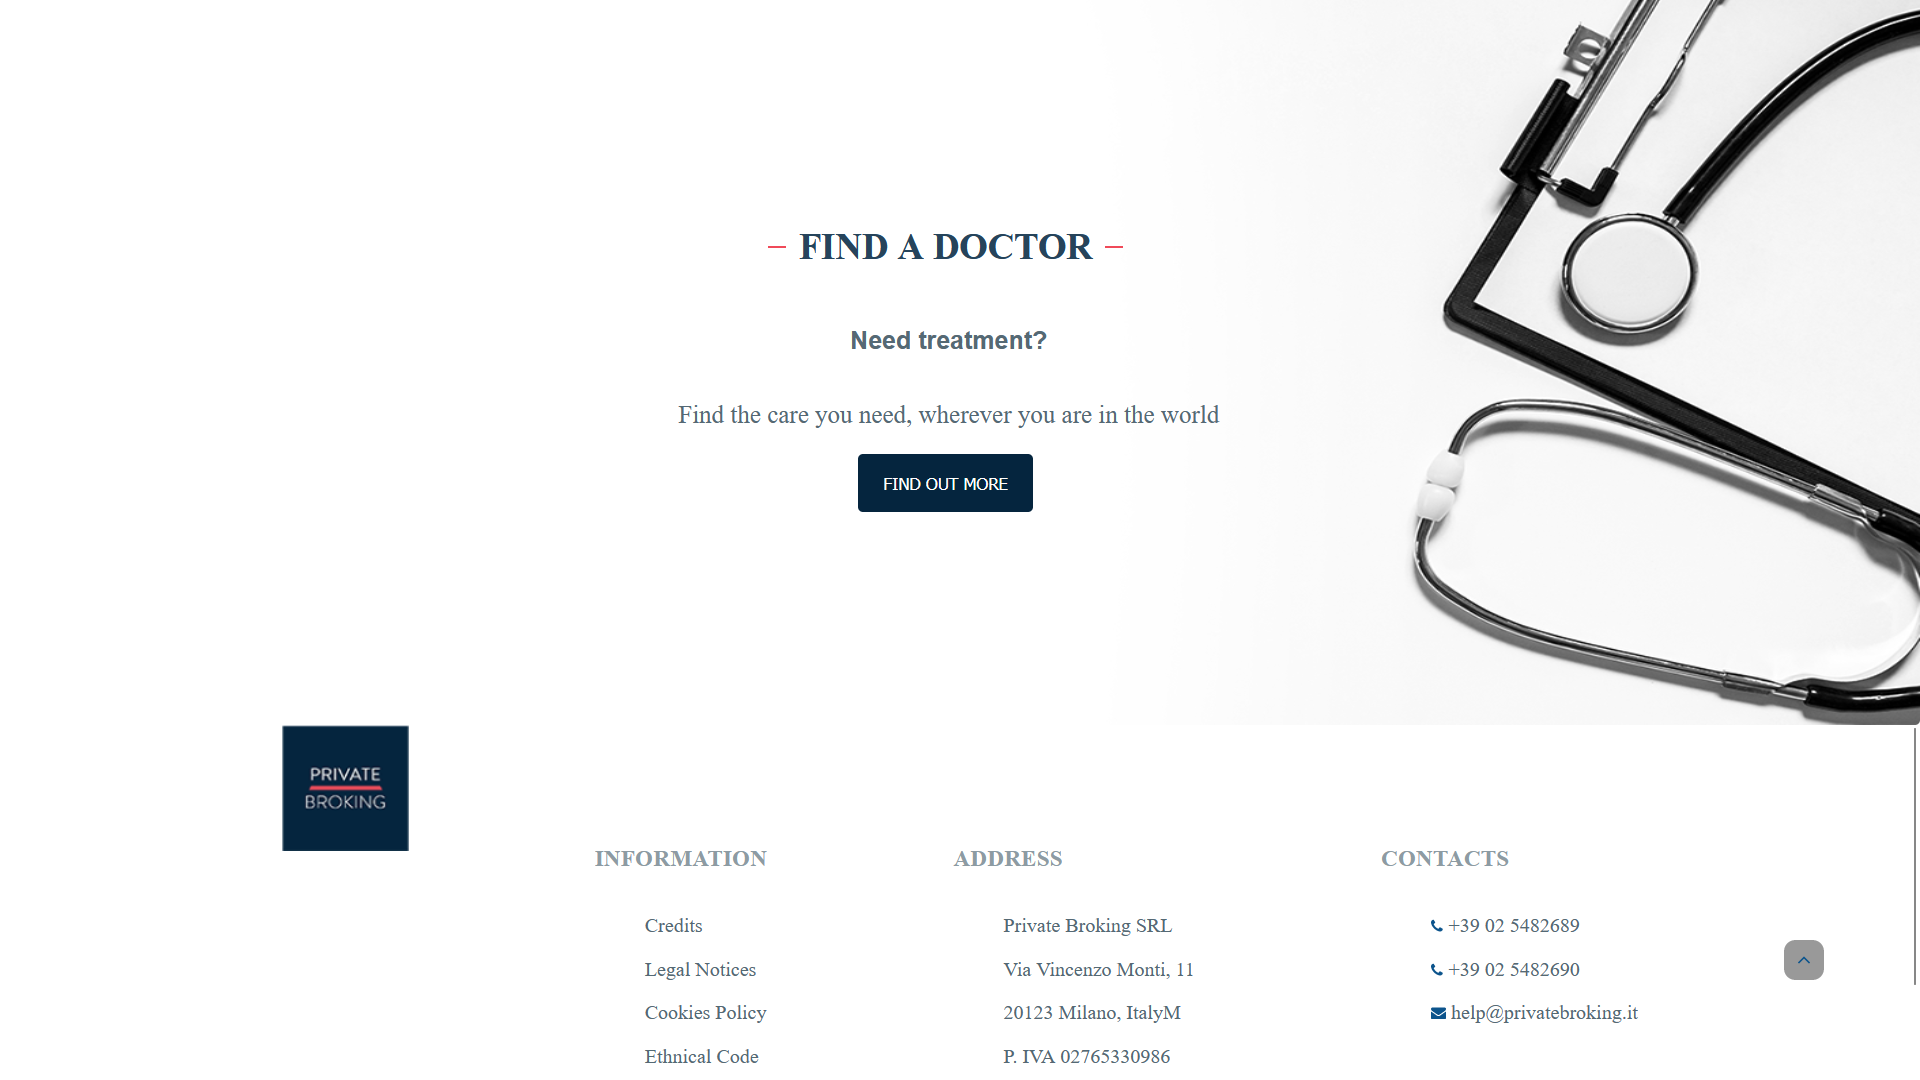 FIND A DOCTOR
Need treatment?
Find the care you need, wherever you are in the world
FIND OUT MORE
PRIVATE
BROKING
INFORMATION
Credits
Legal Notices
Cookies Policy
Ethnical Code
ADDRESS
Private Broking SRL
Via Vincenzo Monti, 11
20123 Milano, ItalyM
P. IVA 02765330986
CONTACTS
+39 02 5482689
+39 02 5482690
help@privatebroking.it